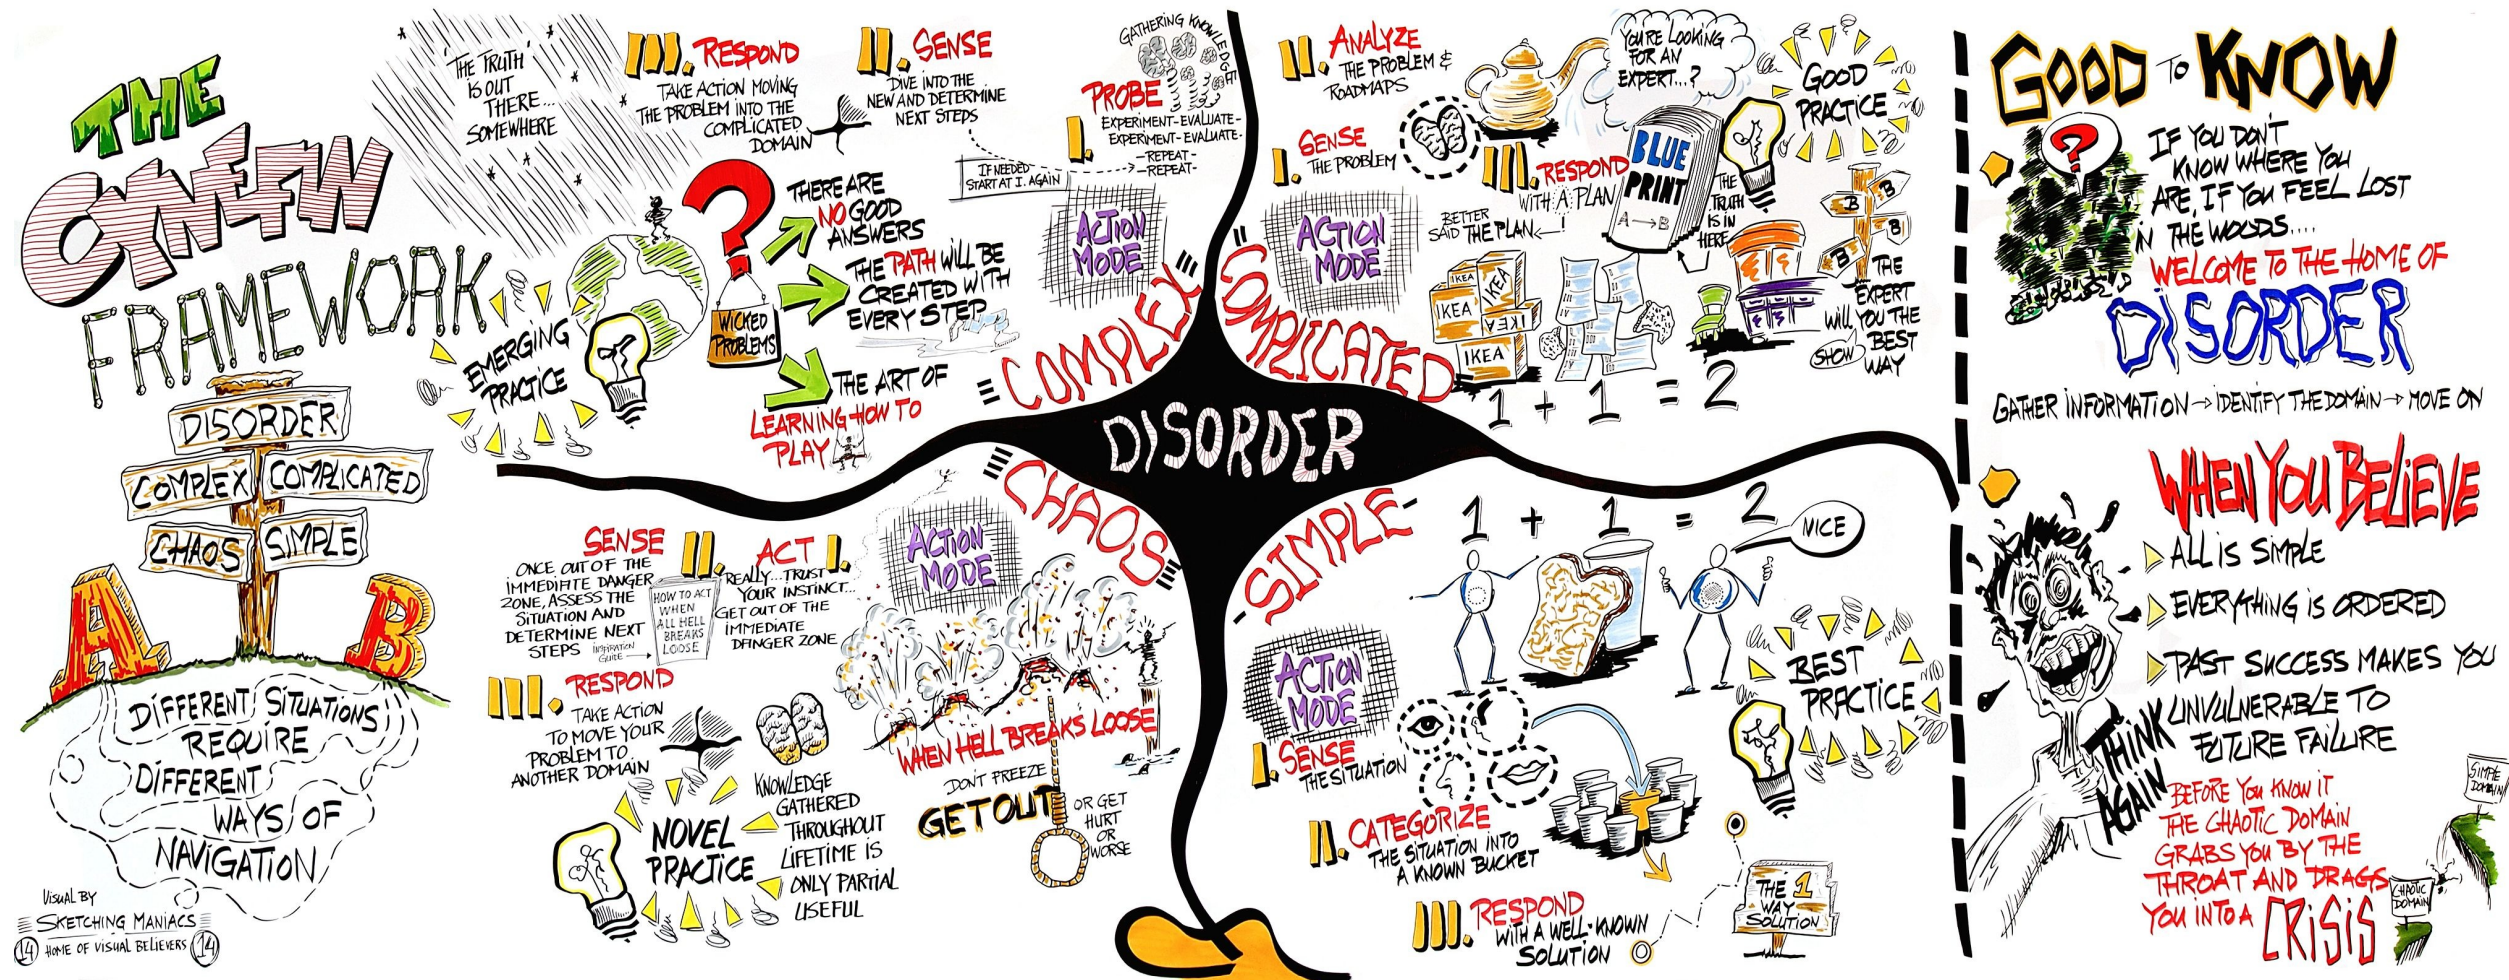 THE
CYNEFIN
FRAMEWORK
DISORDER
COMPLEX
COMPLICATED
CHAOS
SIMPLE
A
B
DIFFERENT SITUATIONS
REQUIRE
DIFFERENT
WAYS OF
NAVIGATION
VISUAL BY
SKETCHING MANIACS
14 HOME OF VISUAL BELIEVERS 14
THE TRUTH
IS OUT
THERE...
SOMEWHERE
III. RESPOND
TAKE ACTION MOVING
THE PROBLEM INTO THE
COMPLICATED
DOMAIN
II. SENSE
DIVE INTO THE
NEW AND DETERMINE
NEXT STEPS
GATHERING KNOWLEDGE
I. PROBE
EXPERIMENT-EVALUATE-
EXPERIMENT-EVALUATE-
-REPEAT-
-REPEAT-
IF NEEDED
START AT I. AGAIN
ACTION
MODE
COMPLEX
?
WICKED
PROBLEMS
THERE ARE
NO GOOD
ANSWERS
THE PATH WILL BE
CREATED WITH
EVERY STEP
THE ART OF
LEARNING HOW TO
PLAY
EMERGING
PRACTICE
II. ANALYZE
THE PROBLEM &
ROADMAPS
I. SENSE
THE PROBLEM
III. RESPOND
WITH A PLAN
BETTER
SAID THE PLAN
ACTION
MODE
COMPLICATED
YOU'RE LOOKING
FOR AN
EXPERT...?
BLUE
PRINT
A → B
THE
TRUTH
IS IN
HERE
GOOD
PRACTICE
B
B
B
B
THE
EXPERT
WILL YOU THE
SHOW BEST
WAY
IKEA
IKEA
IKEA
IKEA
IKEA
1 + 1 = 2
DISORDER
CHAOS
ACTION
MODE
ACT I.
REALLY...TRUST
YOUR INSTINCT...
GET OUT OF THE
IMMEDIATE
DANGER ZONE
SENSE II.
ONCE OUT OF THE
IMMEDIATE DANGER
ZONE, ASSESS THE
SITUATION AND
DETERMINE NEXT
STEPS
INSPIRATION
GUIDE
HOW TO ACT
WHEN
ALL HELL
BREAKS
LOOSE
III. RESPOND
TAKE ACTION
TO MOVE YOUR
PROBLEM TO
ANOTHER DOMAIN
NOVEL
PRACTICE
KNOWLEDGE
GATHERED
THROUGHOUT
LIFETIME IS
ONLY PARTIAL
USEFUL
WHEN HELL BREAKS LOOSE
DON'T FREEZE
GET OUT
OR GET
HURT
OR
WORSE
SIMPLE
1 + 1 = 2
NICE
ACTION
MODE
I. SENSE
THE SITUATION
II. CATEGORIZE
THE SITUATION INTO
A KNOWN BUCKET
III. RESPOND
WITH A WELL-KNOWN
SOLUTION
THE 1
WAY
SOLUTION
BEST
PRACTICE
GOOD TO KNOW
?
IF YOU DON'T
KNOW WHERE YOU
ARE, IF YOU FEEL LOST
IN THE WOODS....
WELCOME TO THE HOME OF
DISORDER
GATHER INFORMATION → IDENTIFY THE DOMAIN → MOVE ON
WHEN YOU BELIEVE
ALL IS SIMPLE
EVERYTHING IS ORDERED
PAST SUCCESS MAKES YOU
UNVULNERABLE TO
FUTURE FAILURE
THINK
AGAIN
BEFORE YOU KNOW IT
THE CHAOTIC DOMAIN
GRABS YOU BY THE
THROAT AND DRAGS
YOU INTO A CRISIS
SIMPLE
DOMAIN
CHAOTIC
DOMAIN